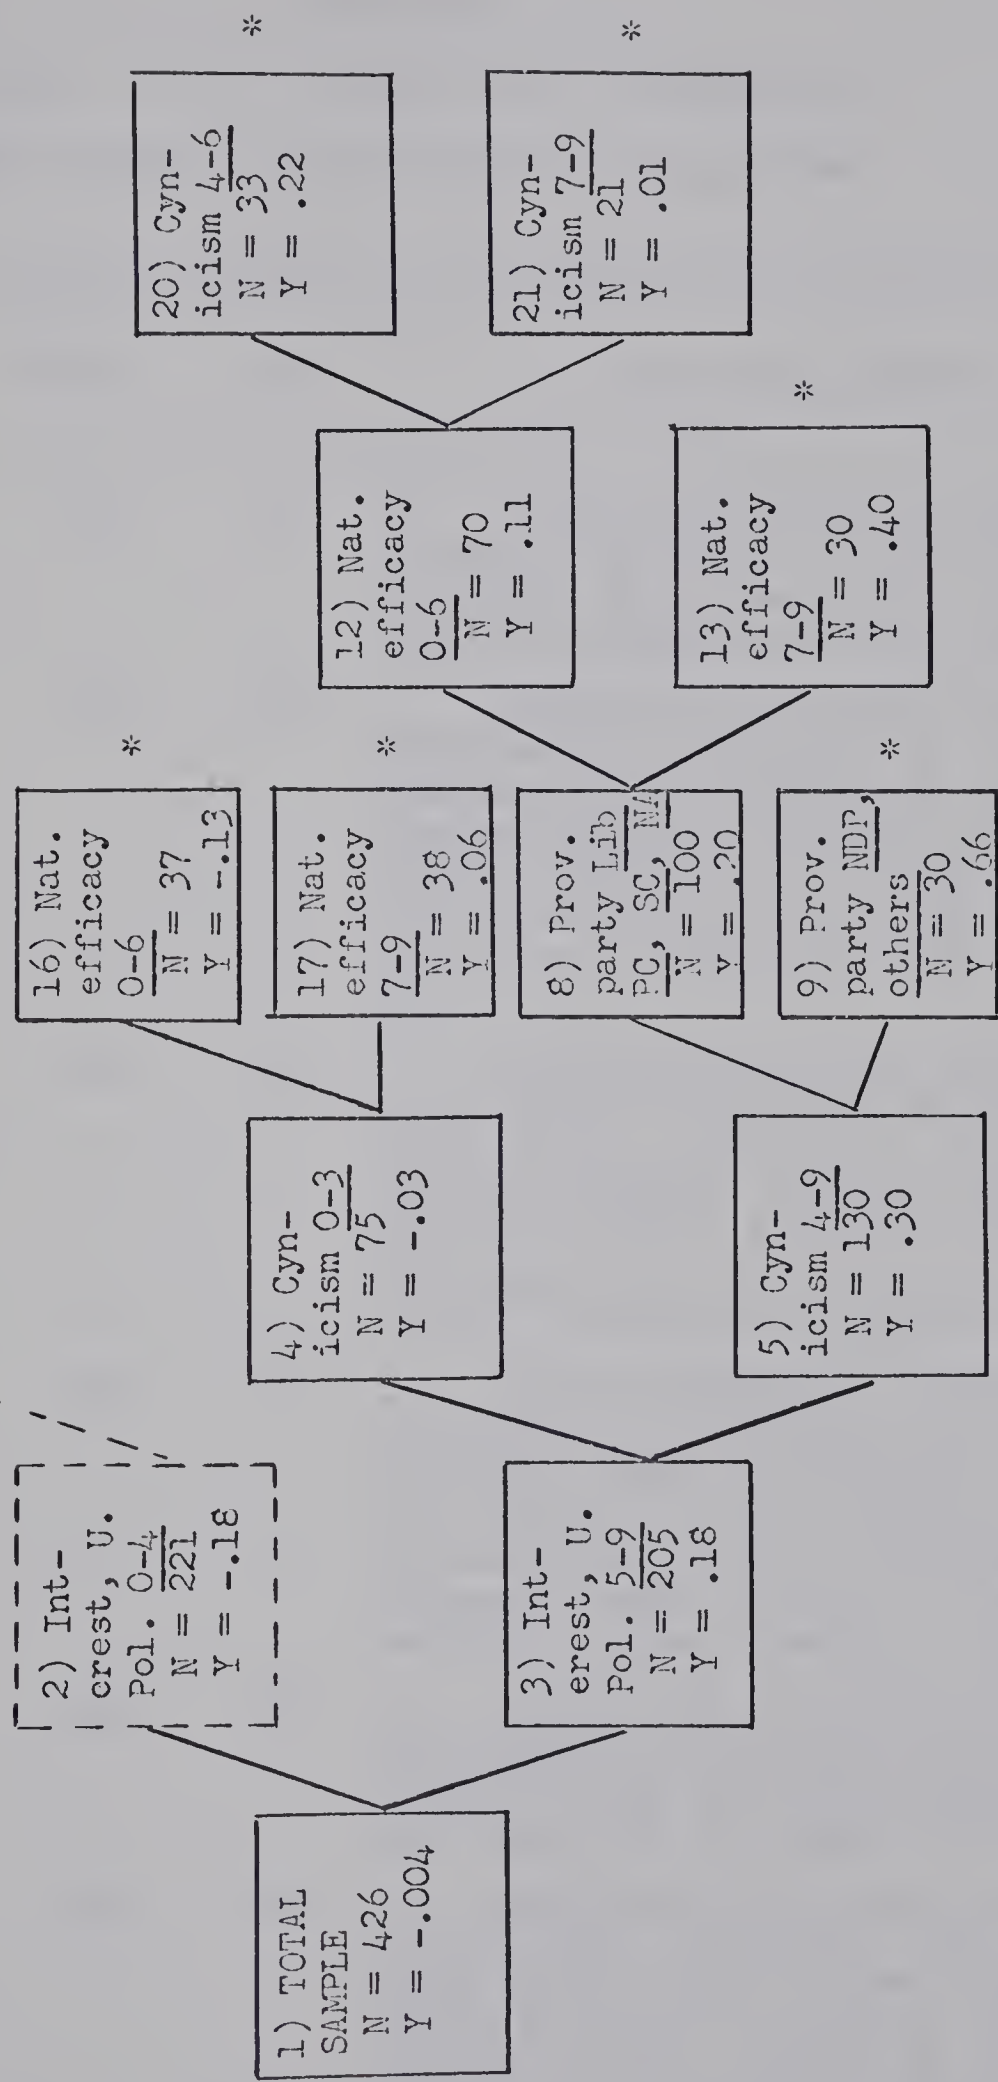 1) TOTAL
SAMPLE
N = 426
Y = -.004
2) Int-
crest, U.
Pol. 0-4
N = 221
Y = -.18
3) Int-
erest, U.
Pol. 5-9
N = 205
Y = .18
4) Cyn-
icism 0-3
N = 75
Y = -.03
5) Cyn-
icism 4-9
N = 130
Y = .30
16) Nat.
efficacy
0-6
N = 37
Y = -.13
*
17) Nat.
efficacy
7-9
N = 38
Y = .06
*
8) Prov.
party Lib
PC, SC, NA
N = 100
Y = .20
9) Prov.
party NDP,
others
N = 30
Y = .66
*
12) Nat.
efficacy
0-6
N = 70
Y = .11
13) Nat.
efficacy
7-9
N = 30
Y = .40
*
20) Cyn-
icism 4-6
N = 33
Y = .22
*
21) Cyn-
icism 7-9
N = 21
Y = .01
*